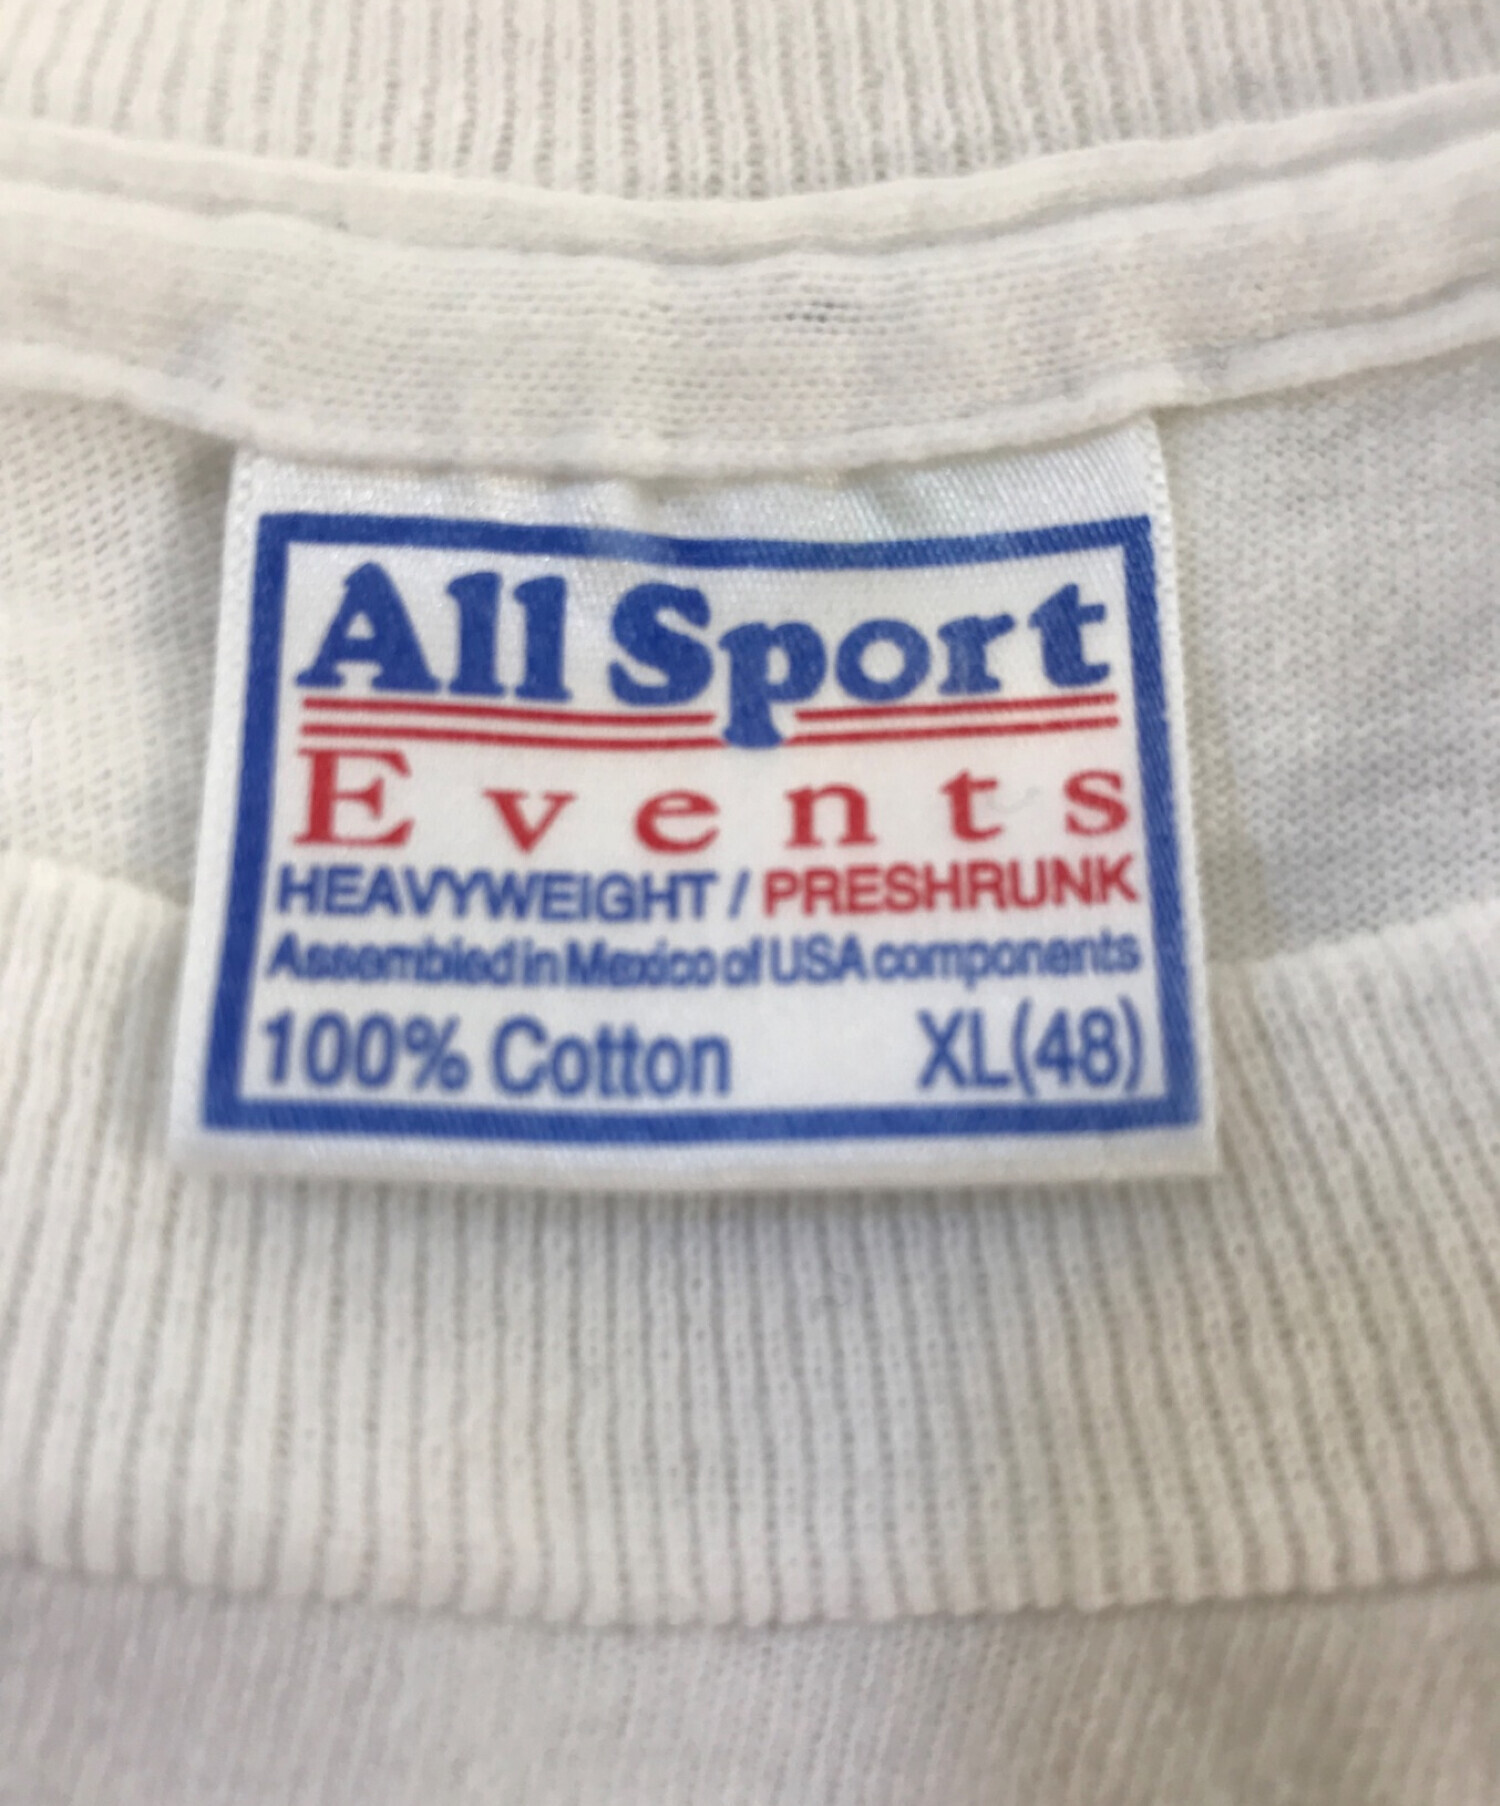 All Sport
Events
HEAVYWEIGHT / PRESHRUNK
Assembled in Mexico of USA components
100% Cotton XL(48)